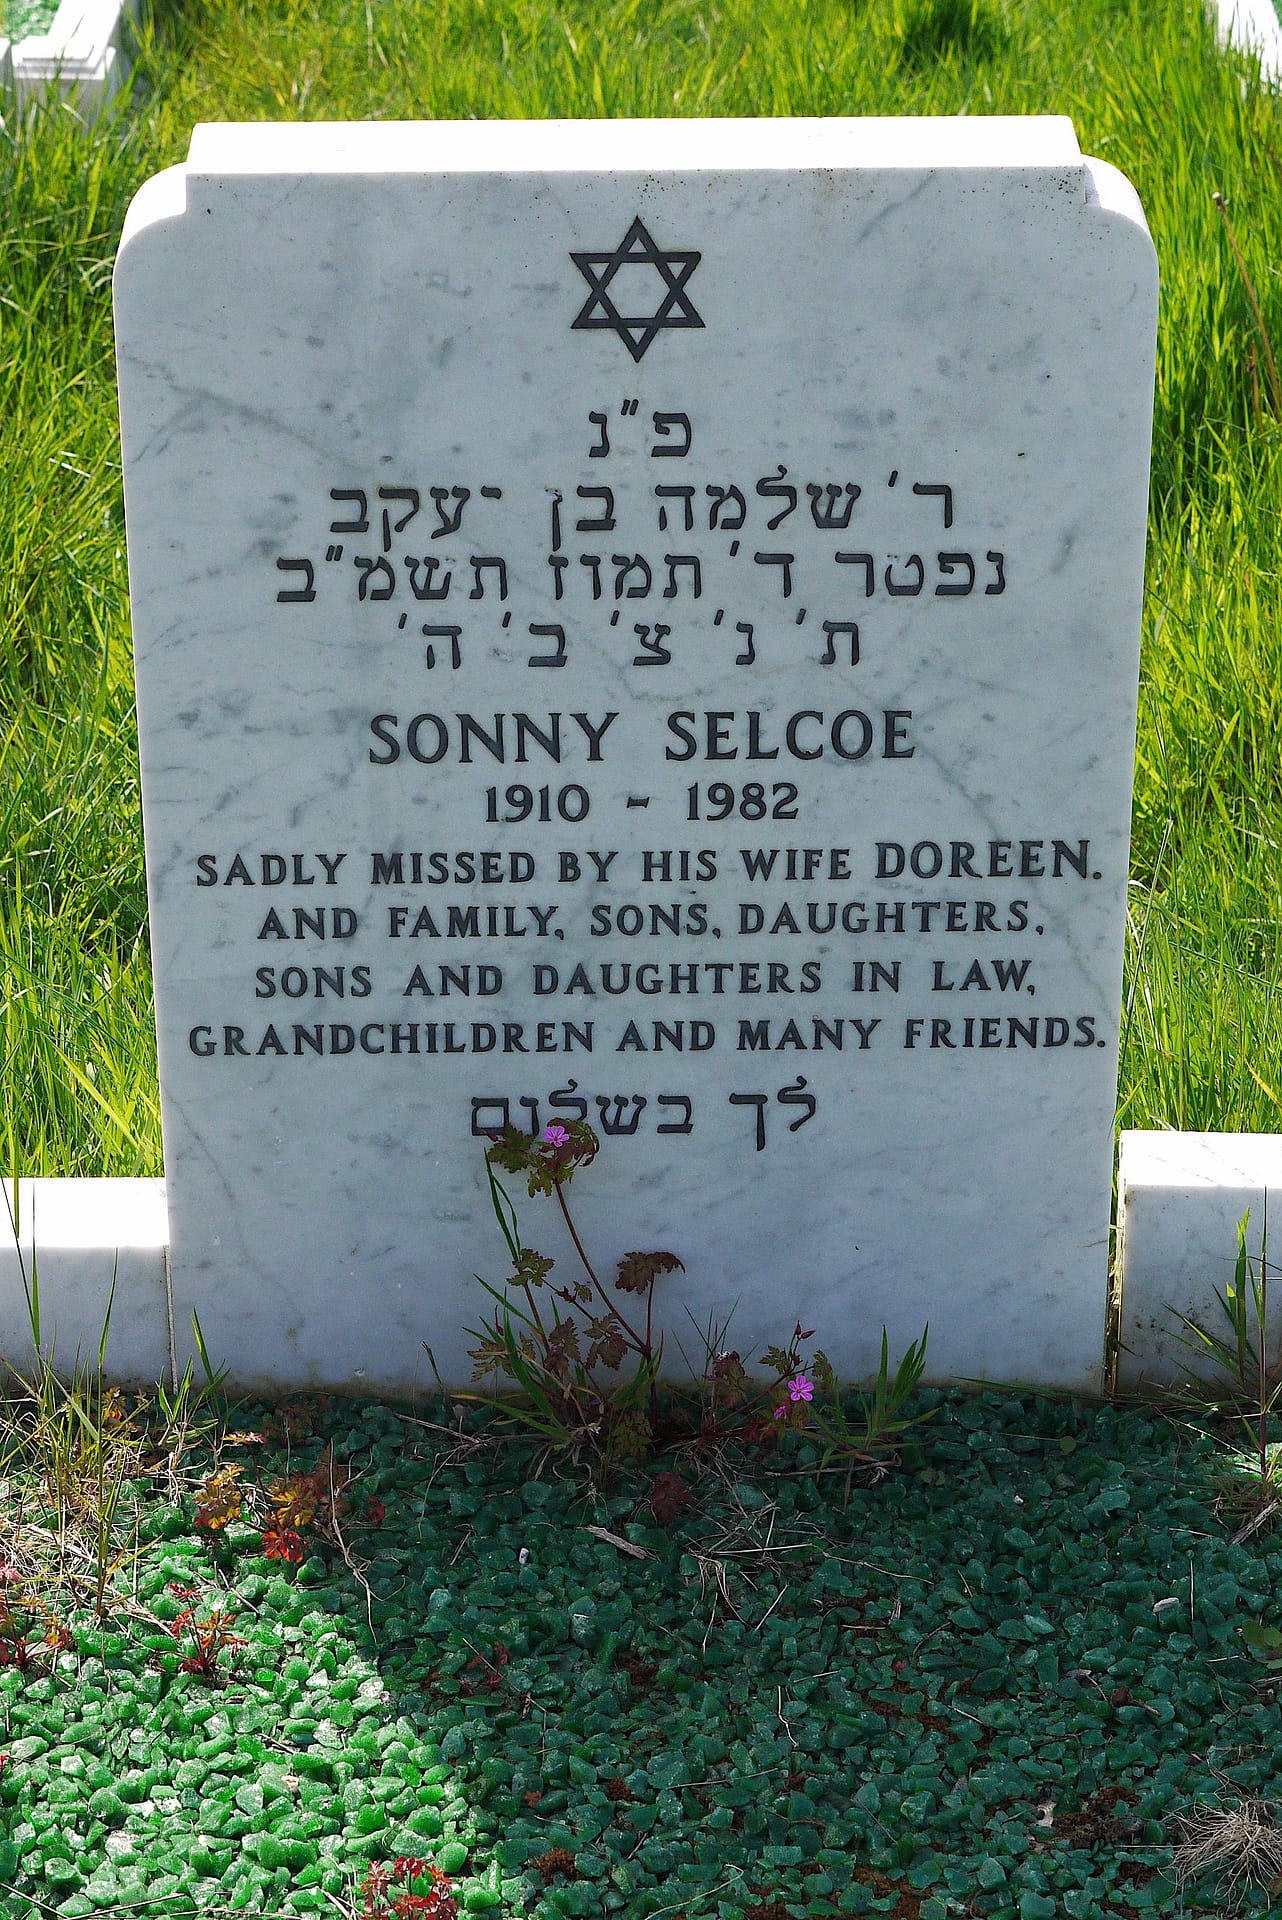 פ"נ
ר' שלמה בן יעקב
נפטר ד' תמוז תשמ"ב
ת' נ' צ' ב' ה'
SONNY SELCOE
1910 - 1982
SADLY MISSED BY HIS WIFE DOREEN.
AND FAMILY, SONS, DAUGHTERS,
SONS AND DAUGHTERS IN LAW,
GRANDCHILDREN AND MANY FRIENDS.
לך בשלום